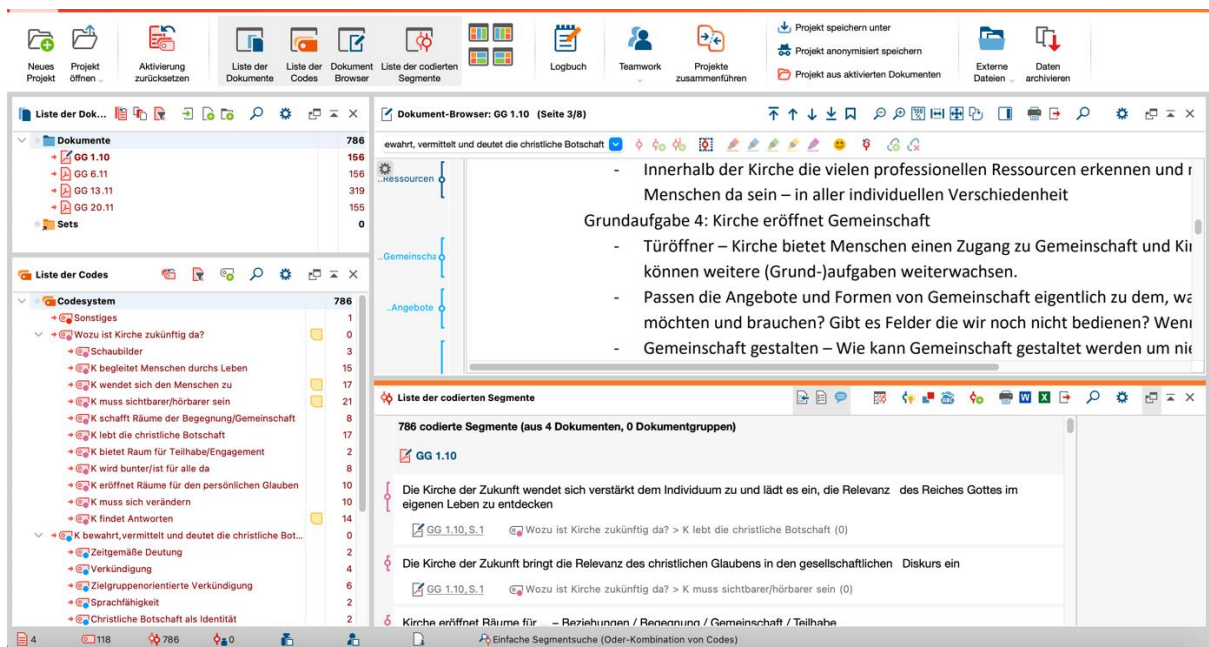 Projekt speichern unter
Projekt anonymisiert speichern
Projekt aus aktivierten Dokumenten
Neues Projekt
Projekt öffnen
Aktivierung zurücksetzen
Liste der Dokumente
Liste der Codes
Dokument Browser
Liste der codierten Segmente
Logbuch
Teamwork
Projekte zusammenführen
Externe Dateien
Daten archivieren
Liste der Dok...
Dokumente 786
GG 1.10 156
GG 6.11 156
GG 13.11 319
GG 20.11 155
Sets 0
Liste der Codes
Codesystem 786
Sonstiges 1
Wozu ist Kirche zukünftig da? 0
Schaubilder 3
K begleitet Menschen durchs Leben 15
K wendet sich den Menschen zu 17
K muss sichtbarer/hörbarer sein 21
K schafft Räume der Begegnung/Gemeinschaft 8
K lebt die christliche Botschaft 17
K bietet Raum für Teilhabe/Engagement 2
K wird bunter/ist für alle da 8
K eröffnet Räume für den persönlichen Glauben 10
K muss sich verändern 10
K findet Antworten 14
K bewahrt,vermittelt und deutet die christliche Bot... 0
Zeitgemäße Deutung 2
Verkündigung 4
Zielgruppenorientierte Verkündigung 6
Sprachfähigkeit 2
Christliche Botschaft als Identität 2
Dokument-Browser: GG 1.10 (Seite 3/8)
100
ewahrt, vermittelt und deutet die christliche Botschaft
..Ressourcen
..Gemeinscha
..Angebote
- Innerhalb der Kirche die vielen professionellen Ressourcen erkennen und
Menschen da sein – in aller individuellen Verschiedenheit
Grundaufgabe 4: Kirche eröffnet Gemeinschaft
- Türöffner – Kirche bietet Menschen einen Zugang zu Gemeinschaft und
können weitere (Grund-)aufgaben weiterwachsen.
- Passen die Angebote und Formen von Gemeinschaft eigentlich zu dem,
möchten und brauchen? Gibt es Felder die wir noch nicht bedienen?
- Gemeinschaft gestalten – Wie kann Gemeinschaft gestaltet werden um
Liste der codierten Segmente
W X
786 codierte Segmente (aus 4 Dokumenten, 0 Dokumentgruppen)
GG 1.10
Die Kirche der Zukunft wendet sich verstärkt dem Individuum zu und lädt es ein, die Relevanz des Reiches Gottes im
eigenen Leben zu entdecken
GG 1.10, S.1 Wozu ist Kirche zukünftig da? > K lebt die christliche Botschaft (0)
Die Kirche der Zukunft bringt die Relevanz des christlichen Glaubens in den gesellschaftlichen Diskurs ein
GG 1.10, S.1 Wozu ist Kirche zukünftig da? > K muss sichtbarer/hörbarer sein (0)
Kirche eröffnet Räume für ... – Beziehungen / Begegnung / Gemeinschaft / Teilhabe
4 118 786 0 Einfache Segmentsuche (Oder-Kombination von Codes)